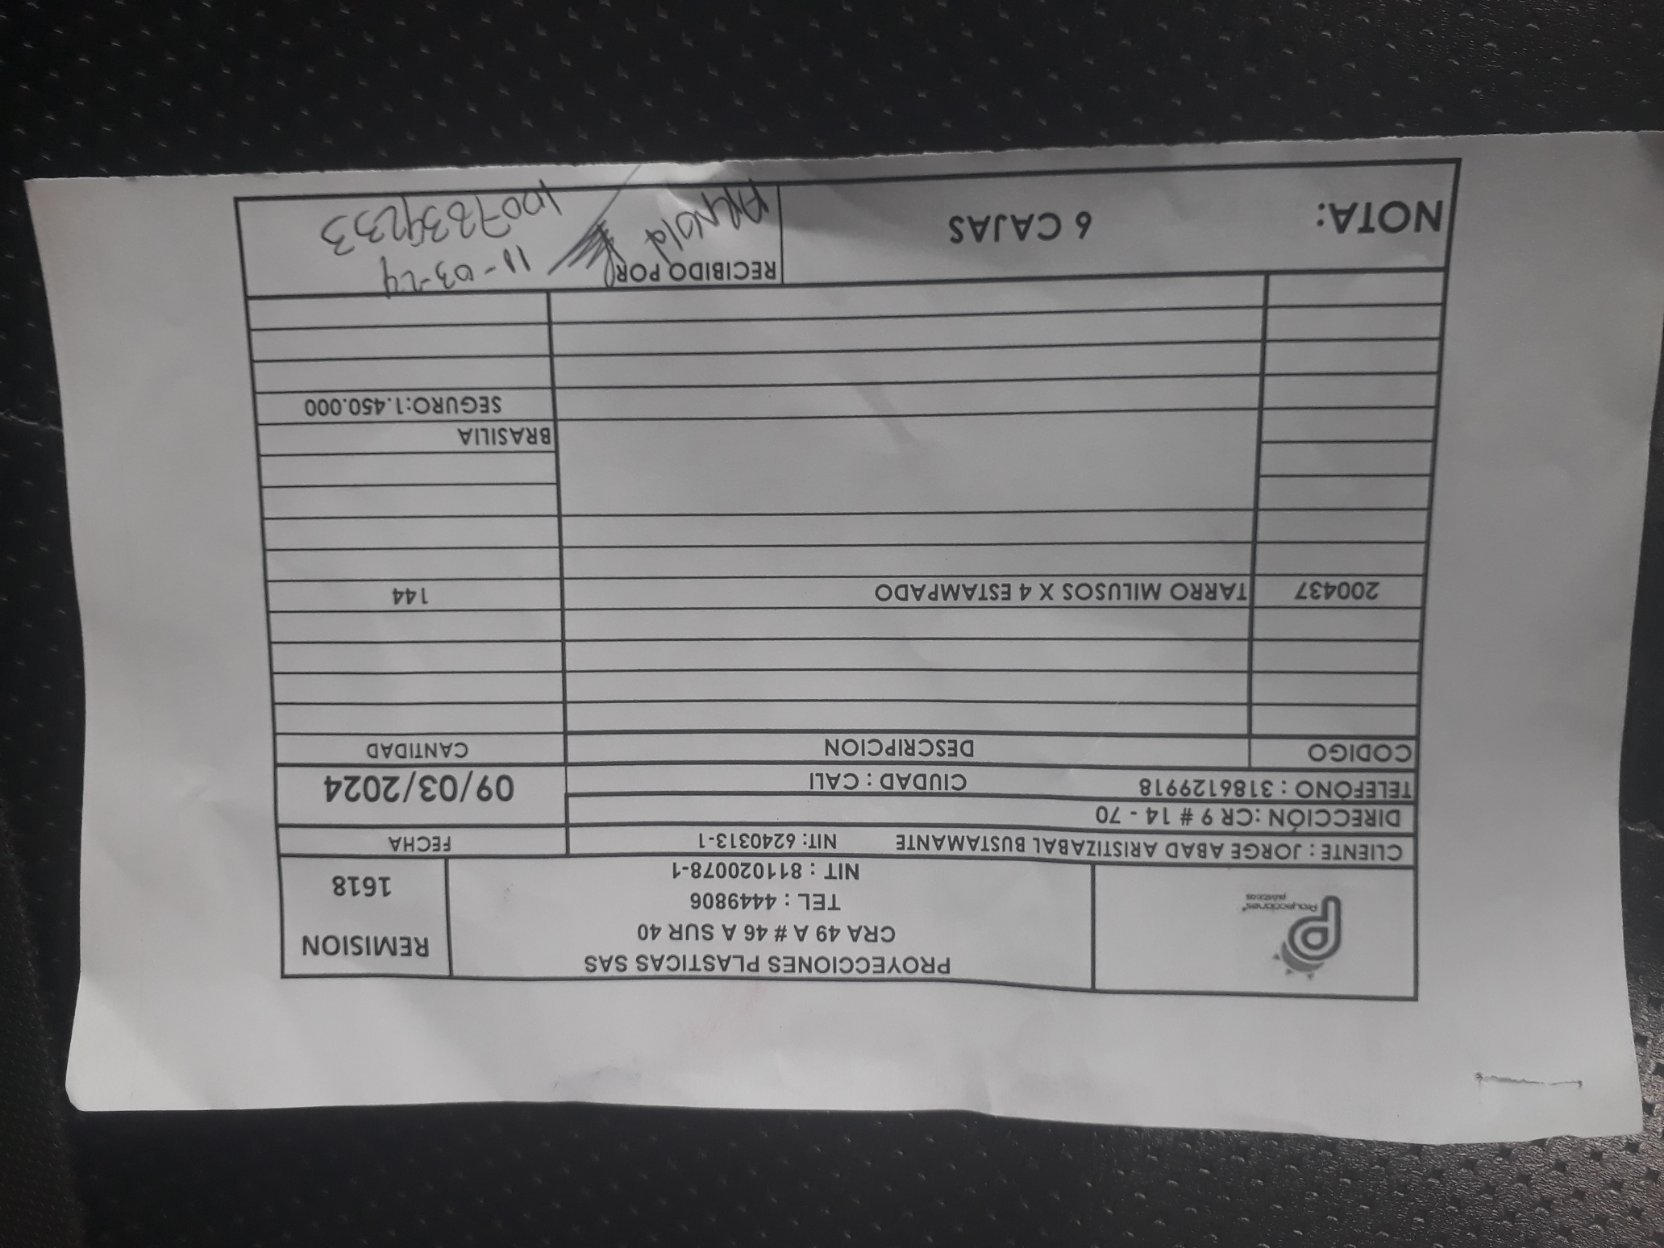 Proyecciones
plásticas
PROYECCIONES PLASTICAS SAS
CRA 49 A # 46 A SUR 40
TEL : 4449806
NIT : 811020078-1
REMISION
1618
CLIENTE : JORGE ABAD ARISTIZABAL BUSTAMANTE NIT: 6240313-1
FECHA
DIRECCIÓN :CR 9 # 14 - 70
TELEFONO : 3186129918 CIUDAD : CALI
09/03/2024
CODIGO DESCRIPCION CANTIDAD
200437 TARRO MILUSOS X 4 ESTAMPADO 144
BRASILIA
SEGURO:1.450.000
NOTA: 6 CAJAS
RECIBIDO POR
11-03-24
1007839233